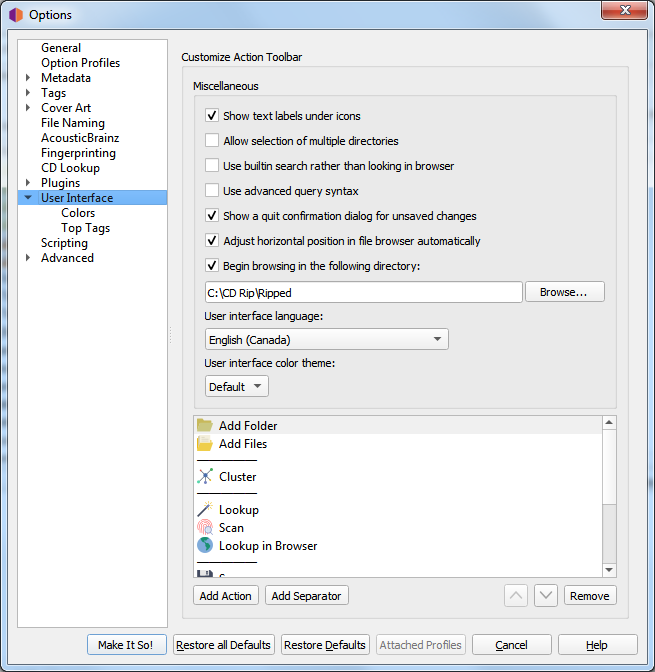 Options
General
Option Profiles
Metadata
Tags
Cover Art
File Naming
AcousticBrainz
Fingerprinting
CD Lookup
Plugins
User Interface
Colors
Top Tags
Scripting
Advanced
Customize Action Toolbar
Miscellaneous
Show text labels under icons
Allow selection of multiple directories
Use builtin search rather than looking in browser
Use advanced query syntax
Show a quit confirmation dialog for unsaved changes
Adjust horizontal position in file browser automatically
Begin browsing in the following directory:
C:\CD Rip\Ripped Browse...
User interface language:
English (Canada)
User interface color theme:
Default
Add Folder
Add Files
Cluster
Lookup
Scan
Lookup in Browser
Add Action Add Separator Remove
Make It So! Restore all Defaults Restore Defaults Attached Profiles Cancel Help